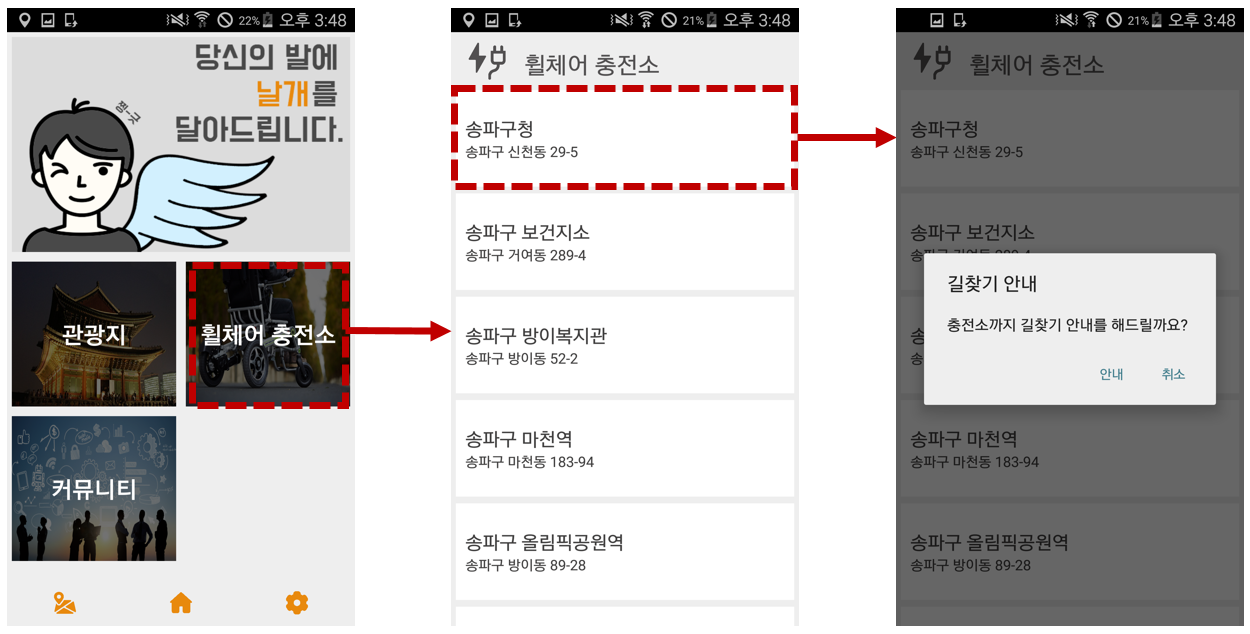 22% 오후 3:48
당신의 발에
날개를
달아드립니다.
찡-긋
관광지
휠체어 충전소
커뮤니티
21% 오후 3:48
휠체어 충전소
송파구청
송파구 신천동 29-5
송파구 보건지소
송파구 거여동 289-4
송파구 방이복지관
송파구 방이동 52-2
송파구 마천역
송파구 마천동 183-94
송파구 올림픽공원역
송파구 방이동 89-28
21% 오후 3:48
휠체어 충전소
송파구청
송파구 신천동 29-5
송파구 보건지소
길찾기 안내
충전소까지 길찾기 안내를 해드릴까요?
안내 취소
송파구 마천역
송파구 마천동 183-94
송파구 올림픽공원역
송파구 방이동 89-28